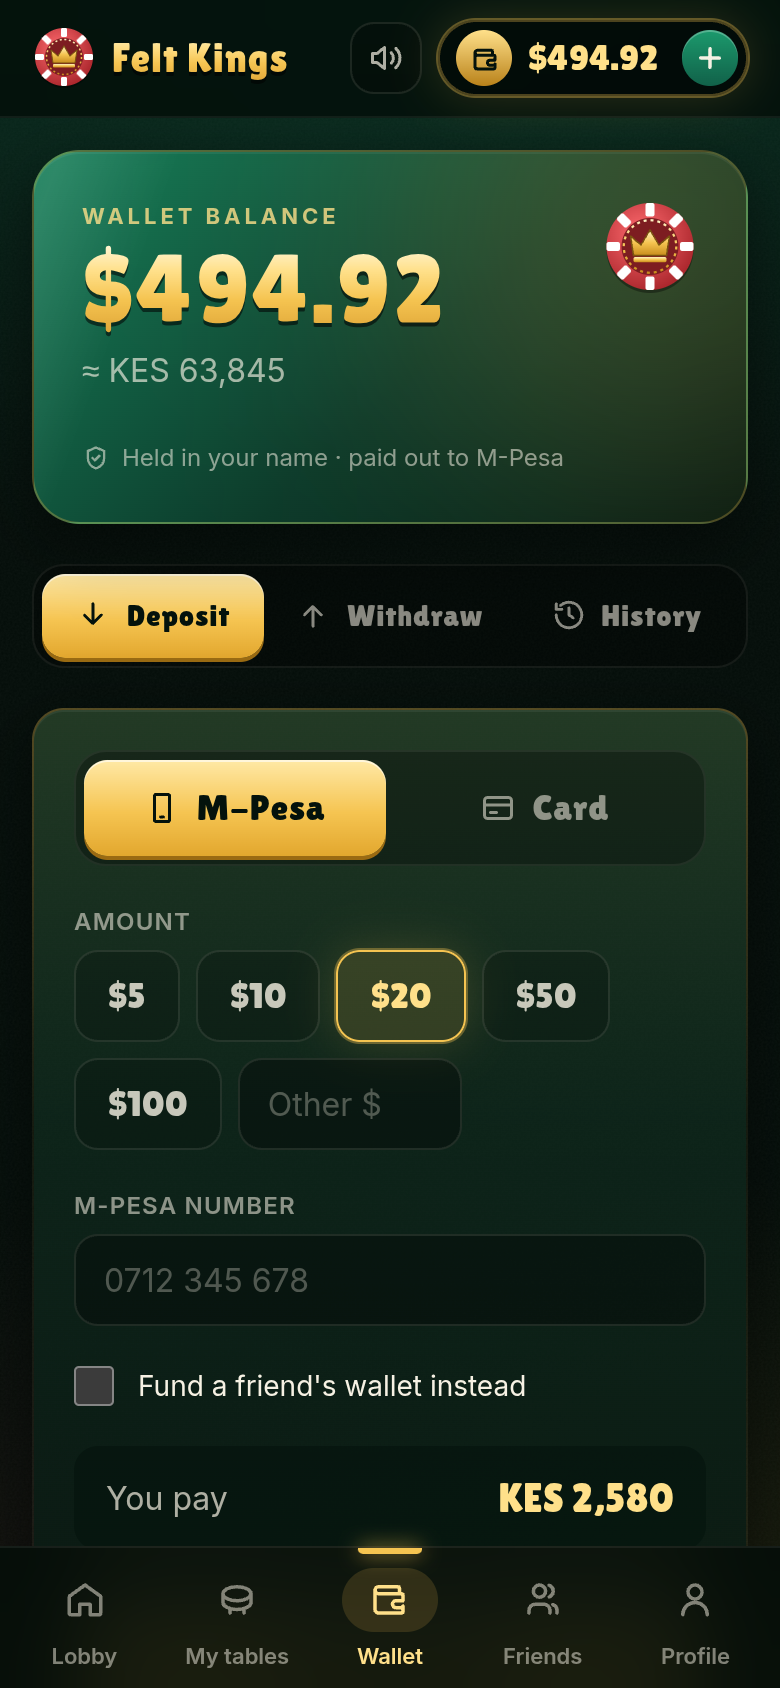 Felt Kings
$494.92
WALLET BALANCE
$494.92
≈ KES 63,845
Held in your name · paid out to M-Pesa
Deposit
Withdraw
History
M-Pesa
Card
AMOUNT
$5
$10
$20
$50
$100
Other $
M-PESA NUMBER
0712 345 678
Fund a friend's wallet instead
You pay
KES 2,580
Lobby
My tables
Wallet
Friends
Profile